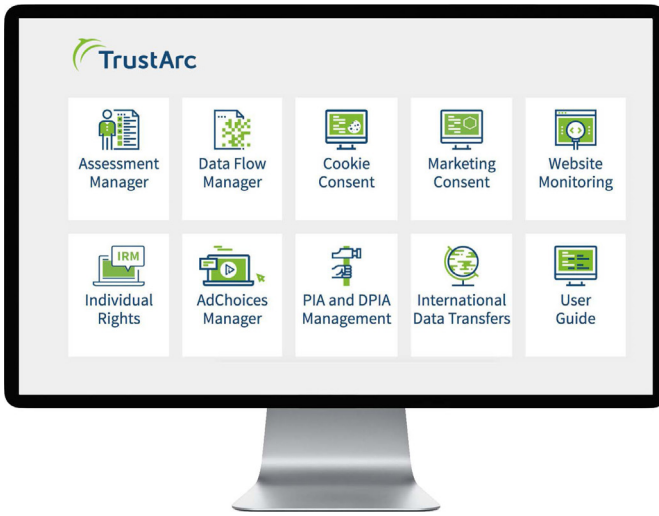 TrustArc
Assessment
Manager
Data Flow
Manager
Cookie
Consent
Marketing
Consent
Website
Monitoring
IRM
Individual
Rights
AdChoices
Manager
PIA and DPIA
Management
International
Data Transfers
User
Guide